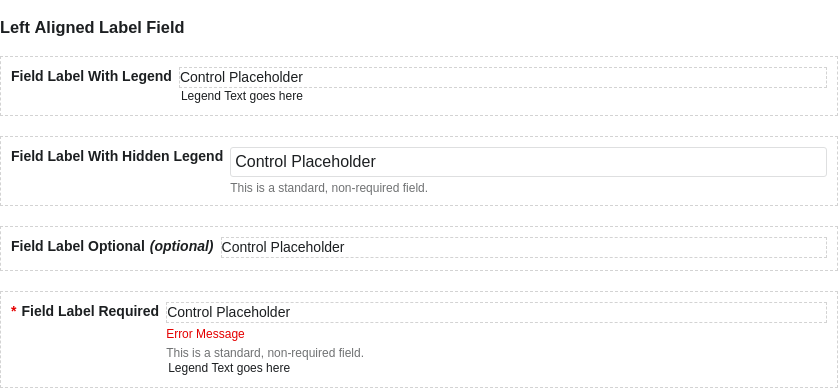 Left Aligned Label Field
Field Label With Legend Control Placeholder
Legend Text goes here
Field Label With Hidden Legend Control Placeholder
This is a standard, non-required field.
Field Label Optional (optional) Control Placeholder
* Field Label Required Control Placeholder
Error Message
This is a standard, non-required field.
Legend Text goes here